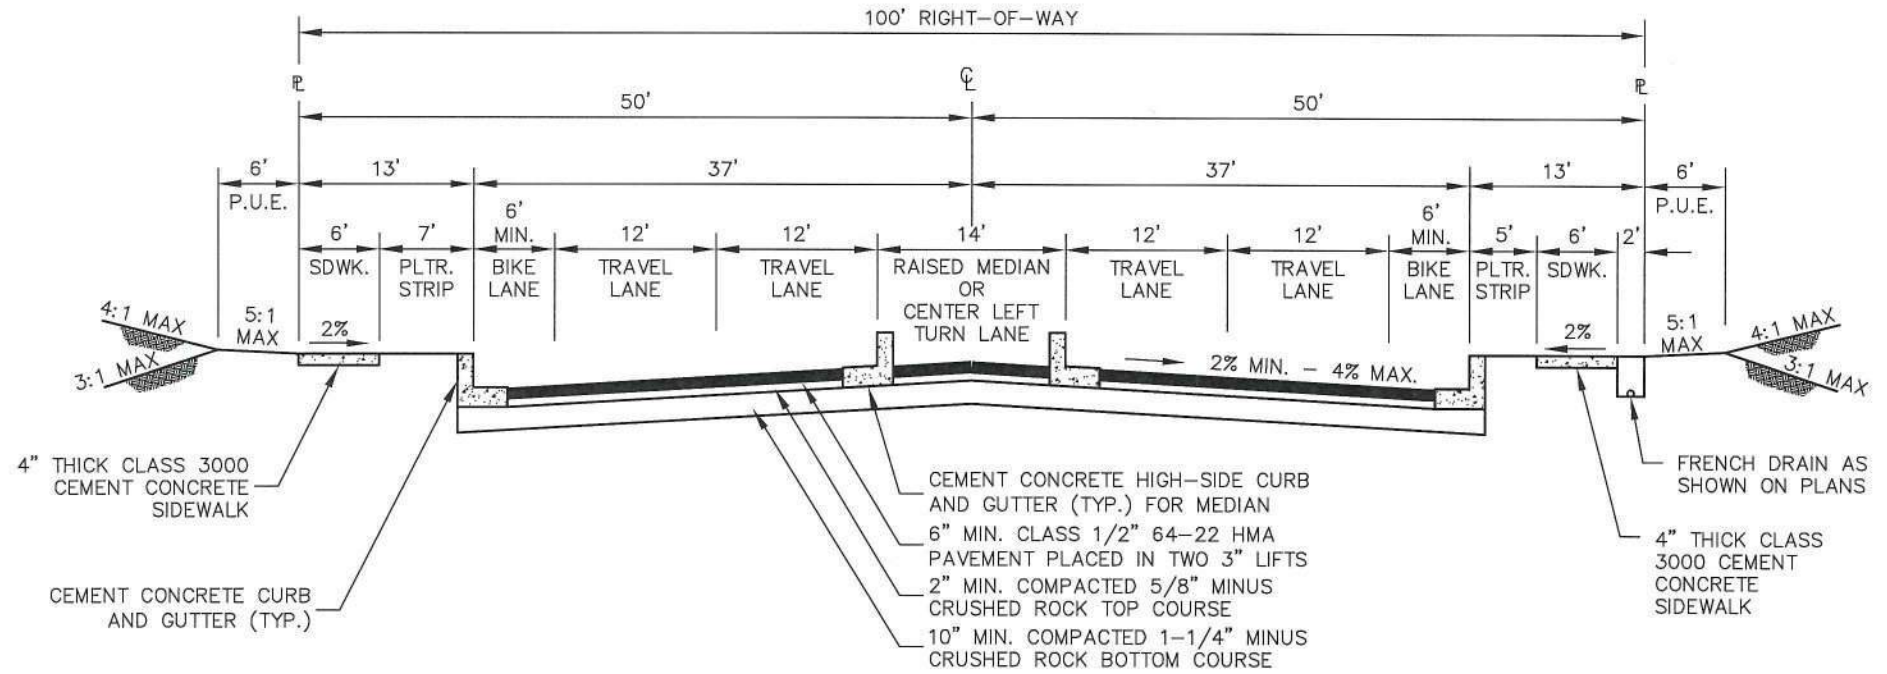 100' RIGHT-OF-WAY
℄
PL
PL
50'
50'
6'
13'
37'
37'
13'
6'
P.U.E.
P.U.E.
6'
7'
6'
MIN.
12'
12'
14'
12'
12'
6'
MIN.
5'
6'
2'
SDWK.
PLTR.
STRIP
BIKE
LANE
TRAVEL
LANE
TRAVEL
LANE
RAISED MEDIAN
OR
CENTER LEFT
TURN LANE
TRAVEL
LANE
TRAVEL
LANE
BIKE
LANE
PLTR.
STRIP
SDWK.
4:1 MAX
3:1 MAX
5:1
MAX
2%
2% MIN. - 4% MAX.
2%
5:1
MAX
4:1 MAX
3:1 MAX
4" THICK CLASS 3000
CEMENT CONCRETE
SIDEWALK
CEMENT CONCRETE CURB
AND GUTTER (TYP.)
CEMENT CONCRETE HIGH-SIDE CURB
AND GUTTER (TYP.) FOR MEDIAN
6" MIN. CLASS 1/2" 64-22 HMA
PAVEMENT PLACED IN TWO 3" LIFTS
2" MIN. COMPACTED 5/8" MINUS
CRUSHED ROCK TOP COURSE
10" MIN. COMPACTED 1-1/4" MINUS
CRUSHED ROCK BOTTOM COURSE
FRENCH DRAIN AS
SHOWN ON PLANS
4" THICK CLASS
3000 CEMENT
CONCRETE
SIDEWALK